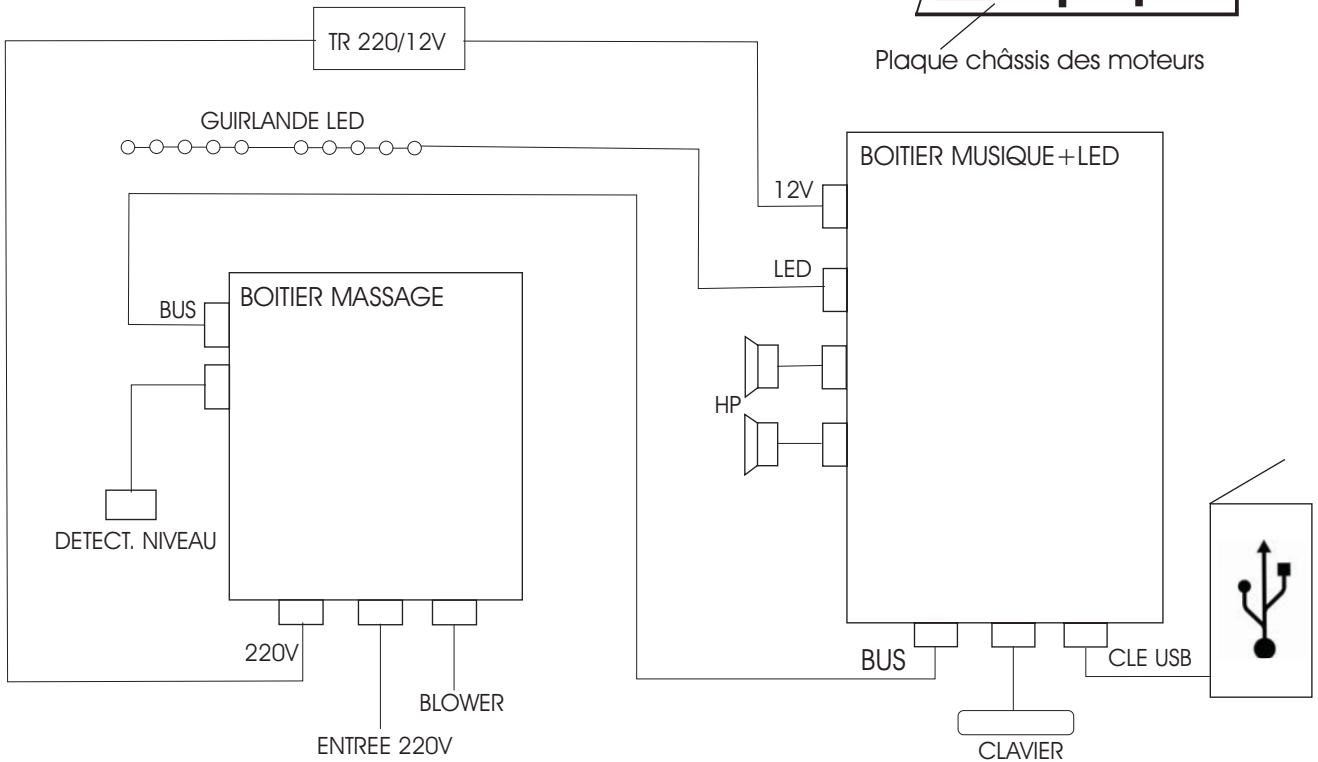 TR 220/12V
Plaque châssis des moteurs
GUIRLANDE LED
BOITIER MUSIQUE+LED
12V
LED
BUS
BOITIER MASSAGE
HP
DETECT. NIVEAU
220V
BLOWER
ENTREE 220V
BUS
CLE USB
CLAVIER